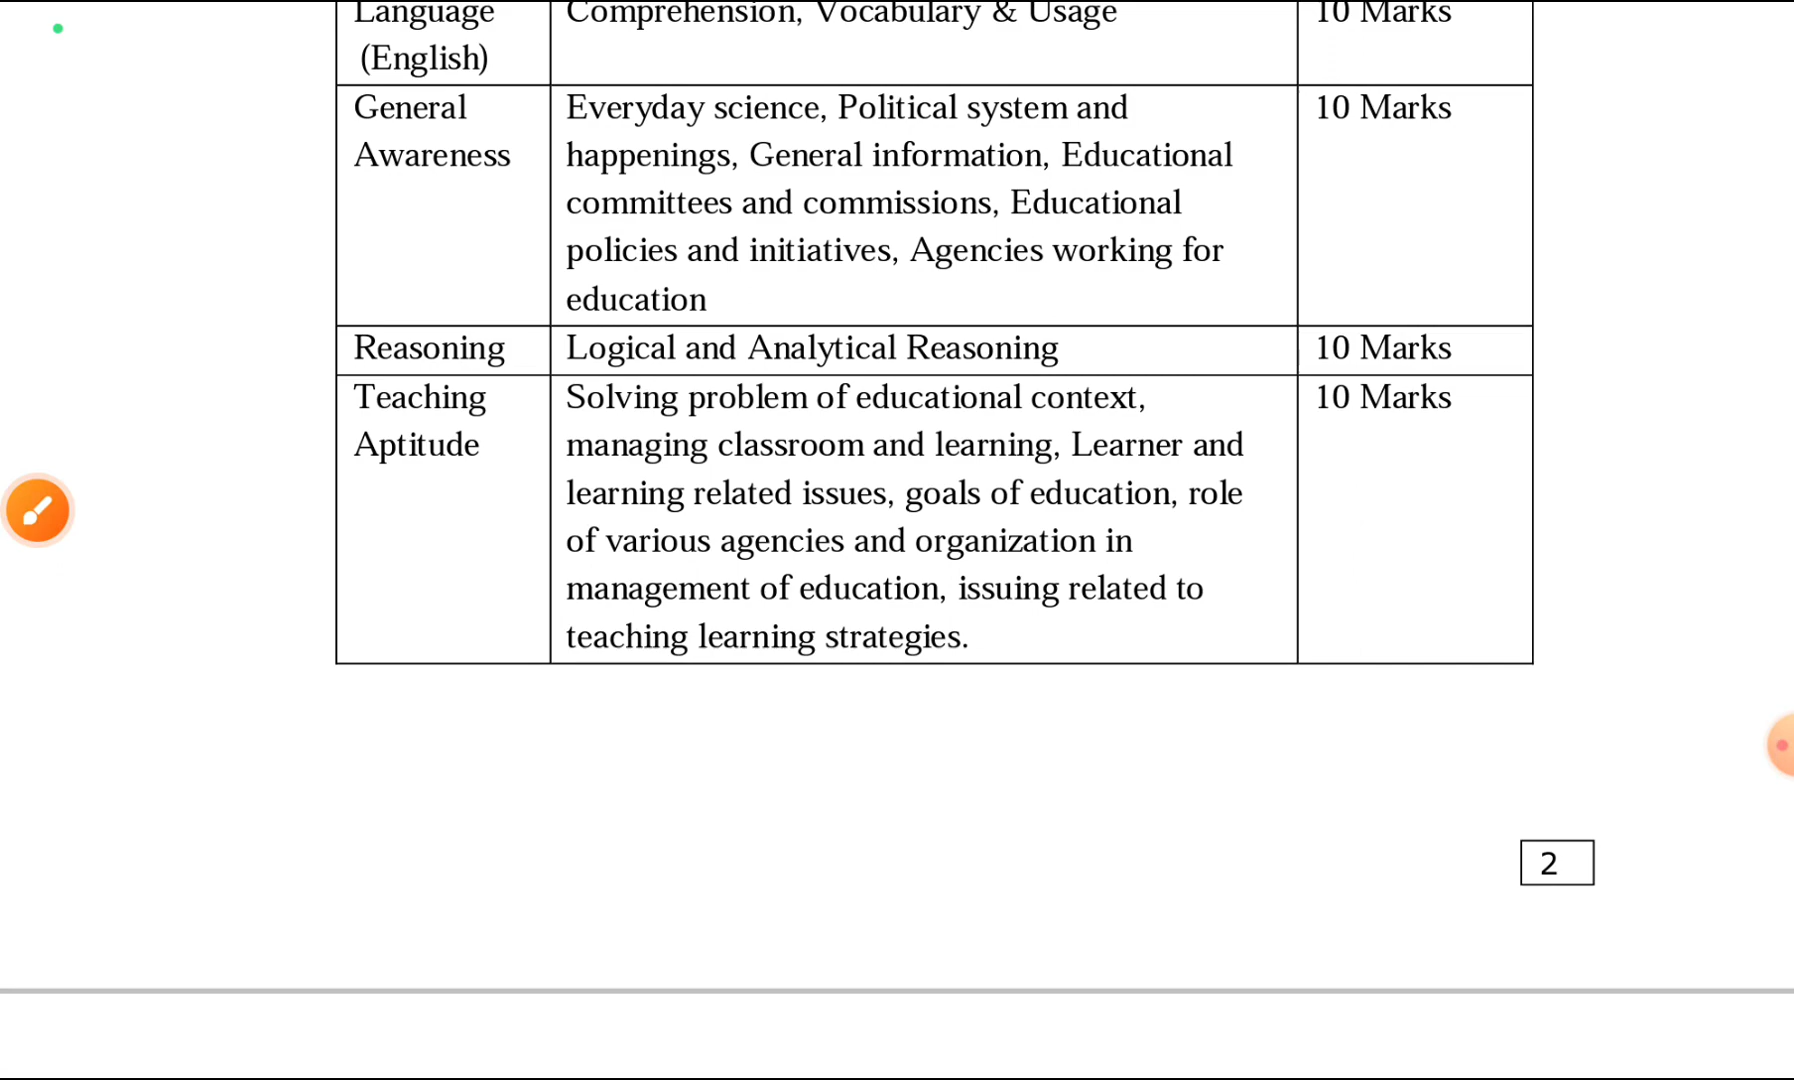 Language Comprehension, Vocabulary & Usage 10 Marks
(English)
General Everyday science, Political system and 10 Marks
Awareness happenings, General information, Educational
committees and commissions, Educational
policies and initiatives, Agencies working for
education
Reasoning Logical and Analytical Reasoning 10 Marks
Teaching Solving problem of educational context, 10 Marks
Aptitude managing classroom and learning, Learner and
learning related issues, goals of education, role
of various agencies and organization in
management of education, issuing related to
teaching learning strategies.
2